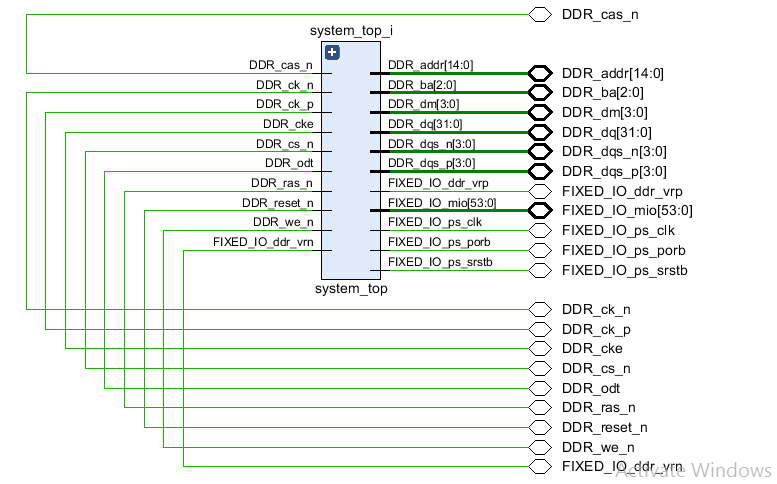 DDR_cas_n
system_top_i
DDR_cas_n
DDR_ck_n
DDR_ck_p
DDR_cke
DDR_cs_n
DDR_odt
DDR_ras_n
DDR_reset_n
DDR_we_n
FIXED_IO_ddr_vrn
DDR_addr[14:0]
DDR_ba[2:0]
DDR_dm[3:0]
DDR_dq[31:0]
DDR_dqs_n[3:0]
DDR_dqs_p[3:0]
FIXED_IO_ddr_vrp
FIXED_IO_mio[53:0]
FIXED_IO_ps_clk
FIXED_IO_ps_porb
FIXED_IO_ps_srstb
system_top
DDR_addr[14:0]
DDR_ba[2:0]
DDR_dm[3:0]
DDR_dq[31:0]
DDR_dqs_n[3:0]
DDR_dqs_p[3:0]
FIXED_IO_ddr_vrp
FIXED_IO_mio[53:0]
FIXED_IO_ps_clk
FIXED_IO_ps_porb
FIXED_IO_ps_srstb
DDR_ck_n
DDR_ck_p
DDR_cke
DDR_cs_n
DDR_odt
DDR_ras_n
DDR_reset_n
DDR_we_n
FIXED_IO_ddr_vrn
Activate Windows